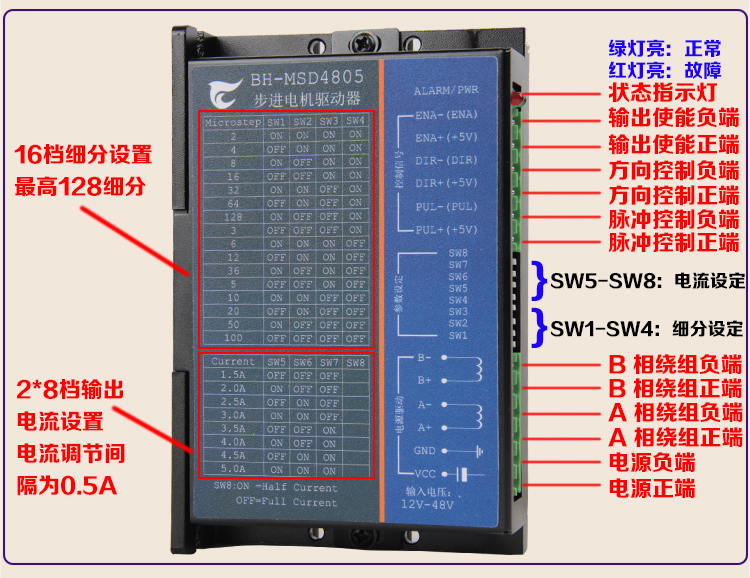 16档细分设置
最高128细分
2*8档输出
电流设置
电流调节间
隔为0.5A
BH-MSD4805
步进电机驱动器
Microstep SW1 SW2 SW3 SW4
2 ON ON ON ON
4 OFF ON ON ON
8 ON OFF ON ON
16 OFF OFF ON ON
32 ON ON OFF ON
64 OFF ON OFF ON
128 ON OFF OFF ON
3 OFF OFF OFF ON
6 ON ON ON OFF
12 OFF ON ON OFF
36 ON OFF ON OFF
5 OFF OFF ON OFF
10 ON ON OFF OFF
20 OFF ON OFF OFF
50 ON OFF OFF OFF
100 OFF OFF OFF OFF
Current SW5 SW6 SW7 SW8
1.5A OFF OFF OFF
2.0A ON OFF OFF
2.5A OFF ON OFF
3.0A ON ON OFF
3.5A OFF OFF ON
4.0A ON OFF ON
4.5A OFF ON ON
5.0A ON ON ON
SW8:ON =Half Current
OFF=Full Current
ALARM/PWR
控制信号
ENA-(ENA)
ENA+(+5V)
DIR-(DIR)
DIR+(+5V)
PUL-(PUL)
PUL+(+5V)
参数设定
SW8
SW7
SW6
SW5
SW4
SW3
SW2
SW1
电源驱动
B-
B+
A-
A+
GND
VCC
输入电压:
12V-48V
绿灯亮：正常
红灯亮：故障
状态指示灯
输出使能负端
输出使能正端
方向控制负端
方向控制正端
脉冲控制负端
脉冲控制正端
SW5-SW8：电流设定
SW1-SW4：细分设定
B 相绕组负端
B 相绕组正端
A 相绕组负端
A 相绕组正端
电源负端
电源正端